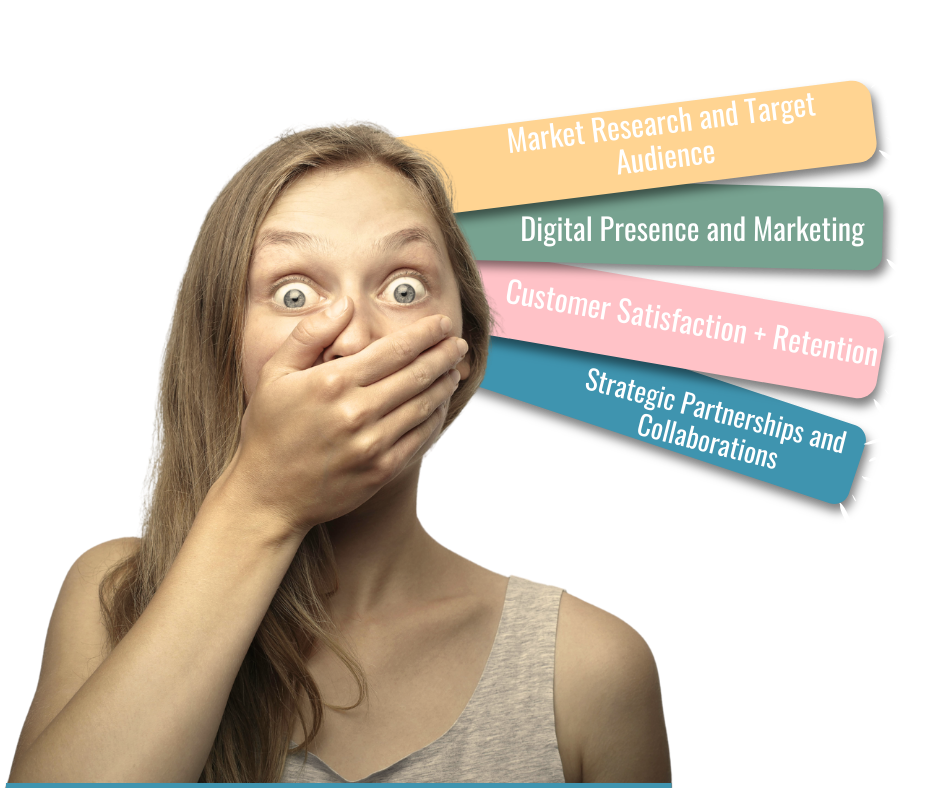 Market Research and Target
Audience
Digital Presence and Marketing
Customer Satisfaction + Retention
Strategic Partnerships and
Collaborations